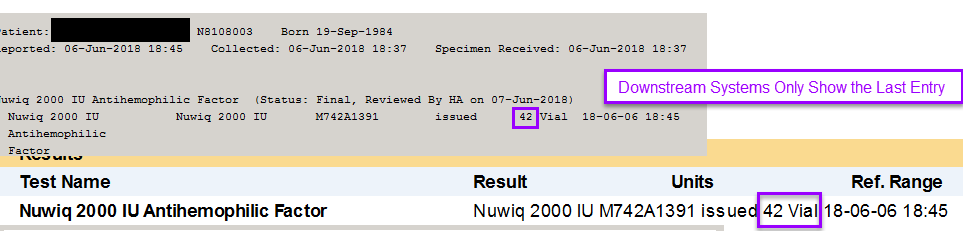 Patient: N8108003 Born 19-Sep-1984
Reported: 06-Jun-2018 18:45 Collected: 06-Jun-2018 18:37 Specimen Received: 06-Jun-2018 18:37
Downstream Systems Only Show the Last Entry
Nuwiq 2000 IU Antihemophilic Factor (Status: Final, Reviewed By HA on 07-Jun-2018)
Nuwiq 2000 IU Nuwiq 2000 IU M742A1391 issued 42 Vial 18-06-06 18:45
Antihemophilic
Factor
Results
Test Name Result Units Ref. Range
Nuwiq 2000 IU Antihemophilic Factor Nuwiq 2000 IU M742A1391 issued 42 Vial 18-06-06 18:45